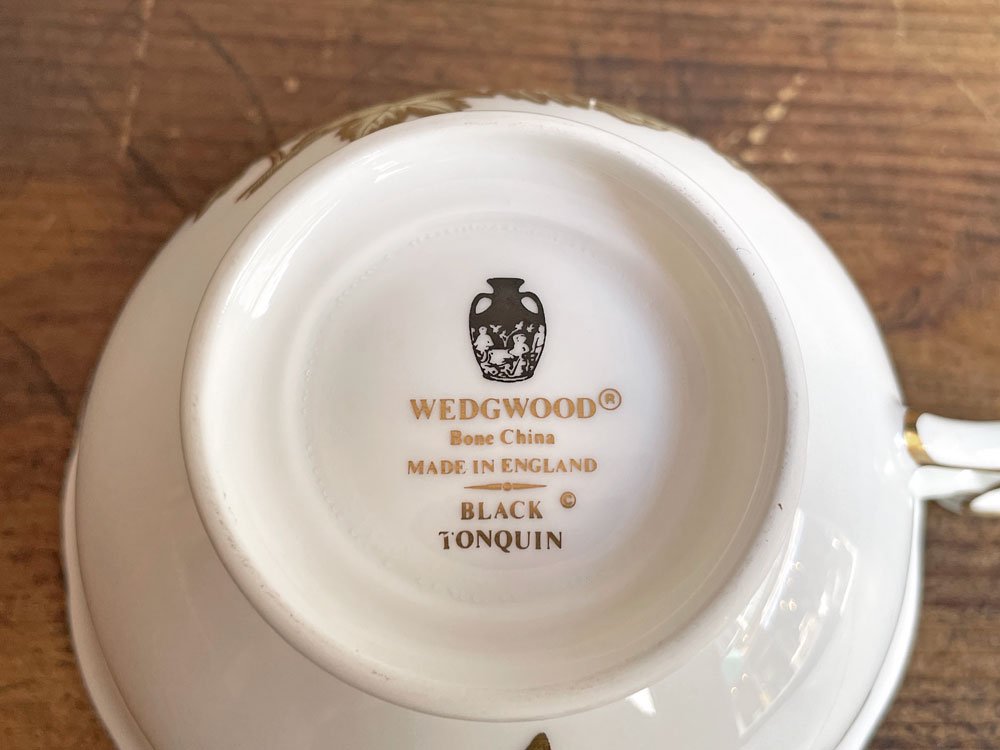 WEDGWOOD®
Bone China
MADE IN ENGLAND
BLACK ©
TONQUIN